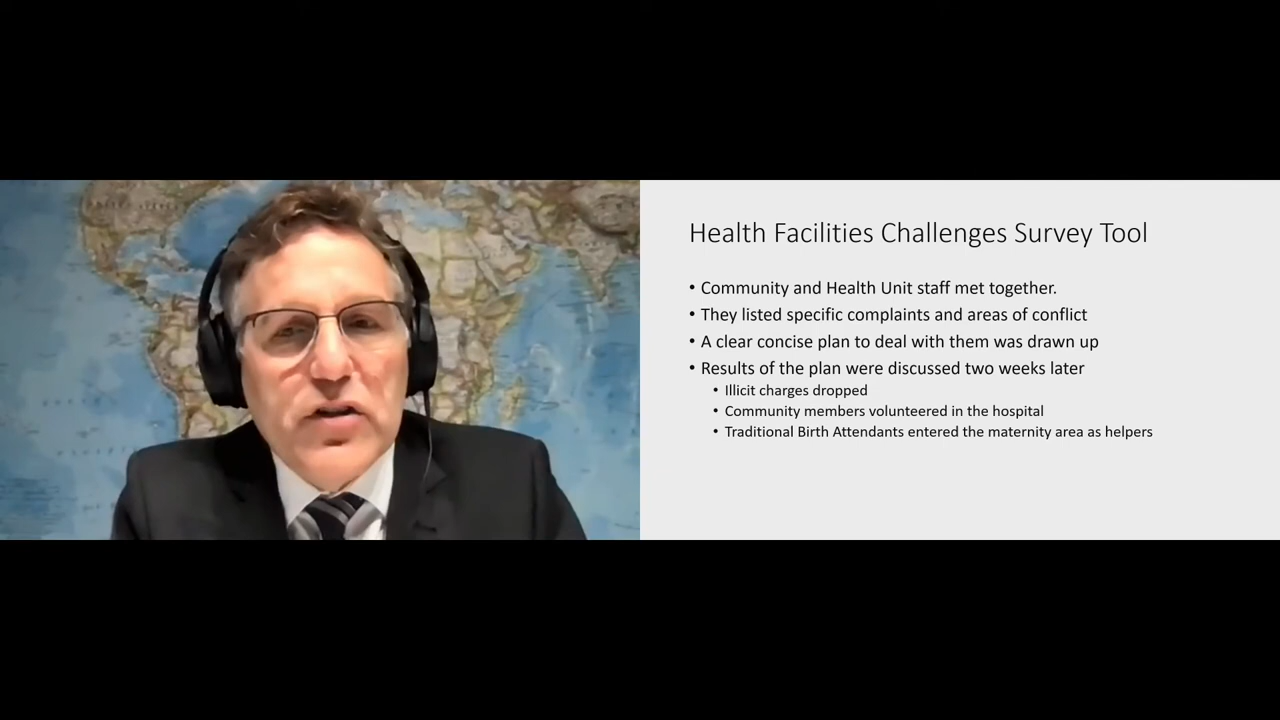 Health Facilities Challenges Survey Tool
• Community and Health Unit staff met together.
• They listed specific complaints and areas of conflict
• A clear concise plan to deal with them was drawn up
• Results of the plan were discussed two weeks later
• Illicit charges dropped
• Community members volunteered in the hospital
• Traditional Birth Attendants entered the maternity area as helpers